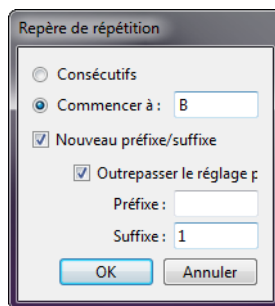 Repère de répétition
Consécutifs
Commencer à : B
Nouveau préfixe/suffixe
Outrepasser le réglage p
Préfixe :
Suffixe : 1
OK Annuler